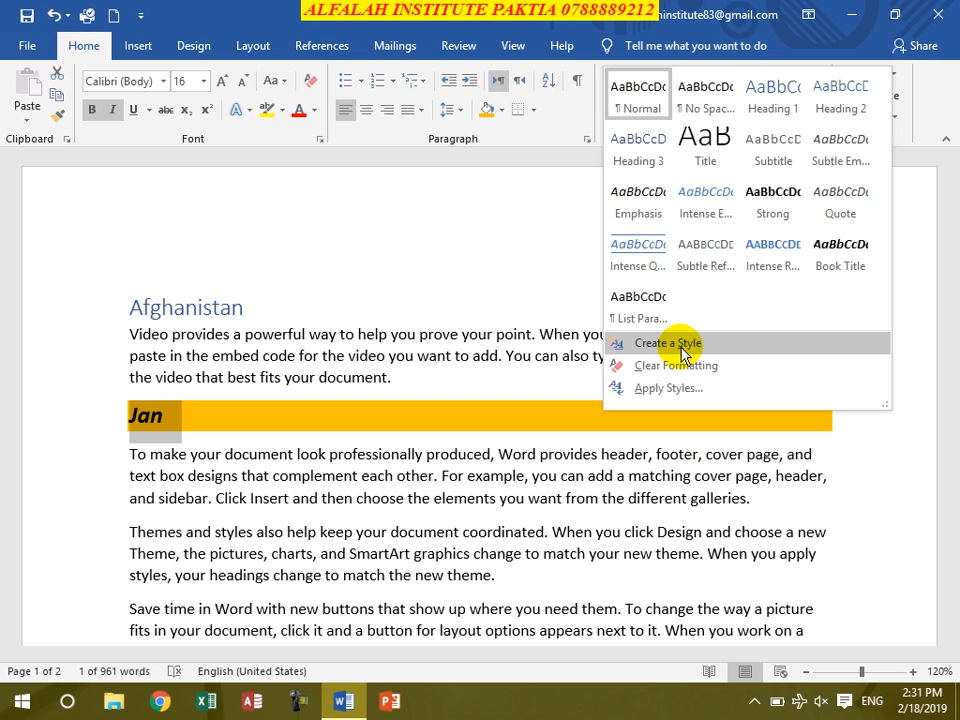 ALFALAH INSTITUTE PAKTIA 0788889212
ninstitute83@gmail.com
File Home Insert Design Layout References Mailings Review View Help Tell me what you want to do Share
Paste
Calibri (Body) 16
Aa
B I U abc x₂ x²
Clipboard Font Paragraph
AaBbCcDc AaBbCcDc AaBbCc AaBbCcD
¶ Normal ¶ No Spac... Heading 1 Heading 2
AaBbCcD AaB AaBbCcD AaBbCcDc
Heading 3 Title Subtitle Subtle Em...
AaBbCcDc AaBbCcDc AaBbCcDc AaBbCcDc
Emphasis Intense E... Strong Quote
AaBbCcDc AABBCCDC AABBCCDC AaBbCcDc
Intense Q... Subtle Ref... Intense R... Book Title
AaBbCcDc
¶ List Para...
Create a Style
Clear Formatting
Apply Styles...
Afghanistan
Video provides a powerful way to help you prove your point. When you
paste in the embed code for the video you want to add. You can also ty
the video that best fits your document.
Jan
To make your document look professionally produced, Word provides header, footer, cover page, and
text box designs that complement each other. For example, you can add a matching cover page, header,
and sidebar. Click Insert and then choose the elements you want from the different galleries.
Themes and styles also help keep your document coordinated. When you click Design and choose a new
Theme, the pictures, charts, and SmartArt graphics change to match your new theme. When you apply
styles, your headings change to match the new theme.
Save time in Word with new buttons that show up where you need them. To change the way a picture
fits in your document, click it and a button for layout options appears next to it. When you work on a
Page 1 of 2 1 of 961 words English (United States) 120%
ENG
2:31 PM
2/18/2019